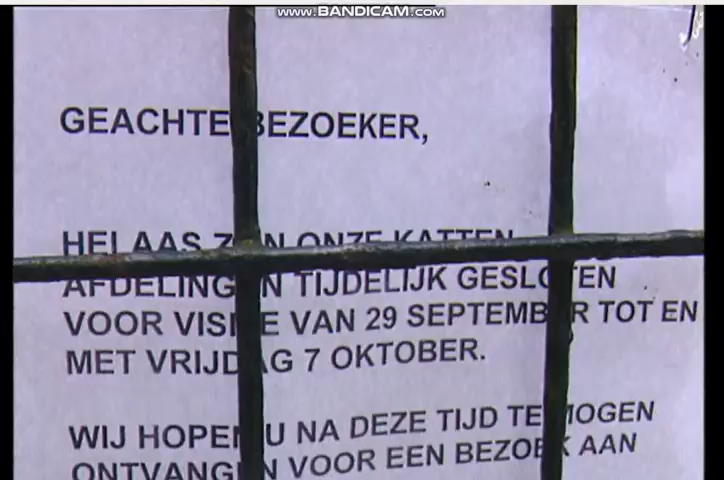 www.BANDICAM.com
GEACHTE BEZOEKER,
HELAAS ZIJN ONZE KATTEN
AFDELINGEN TIJDELIJK GESLOTEN
VOOR VISITE VAN 29 SEPTEMBER TOT EN
MET VRIJDAG 7 OKTOBER.
WIJ HOPEN U NA DEZE TIJD TE MOGEN
ONTVANGEN VOOR EEN BEZOEK AAN